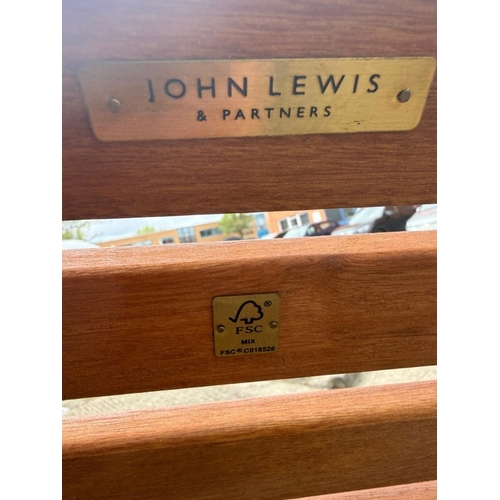 JOHN LEWIS
& PARTNERS
®
FSC
MIX
FSC® C018526